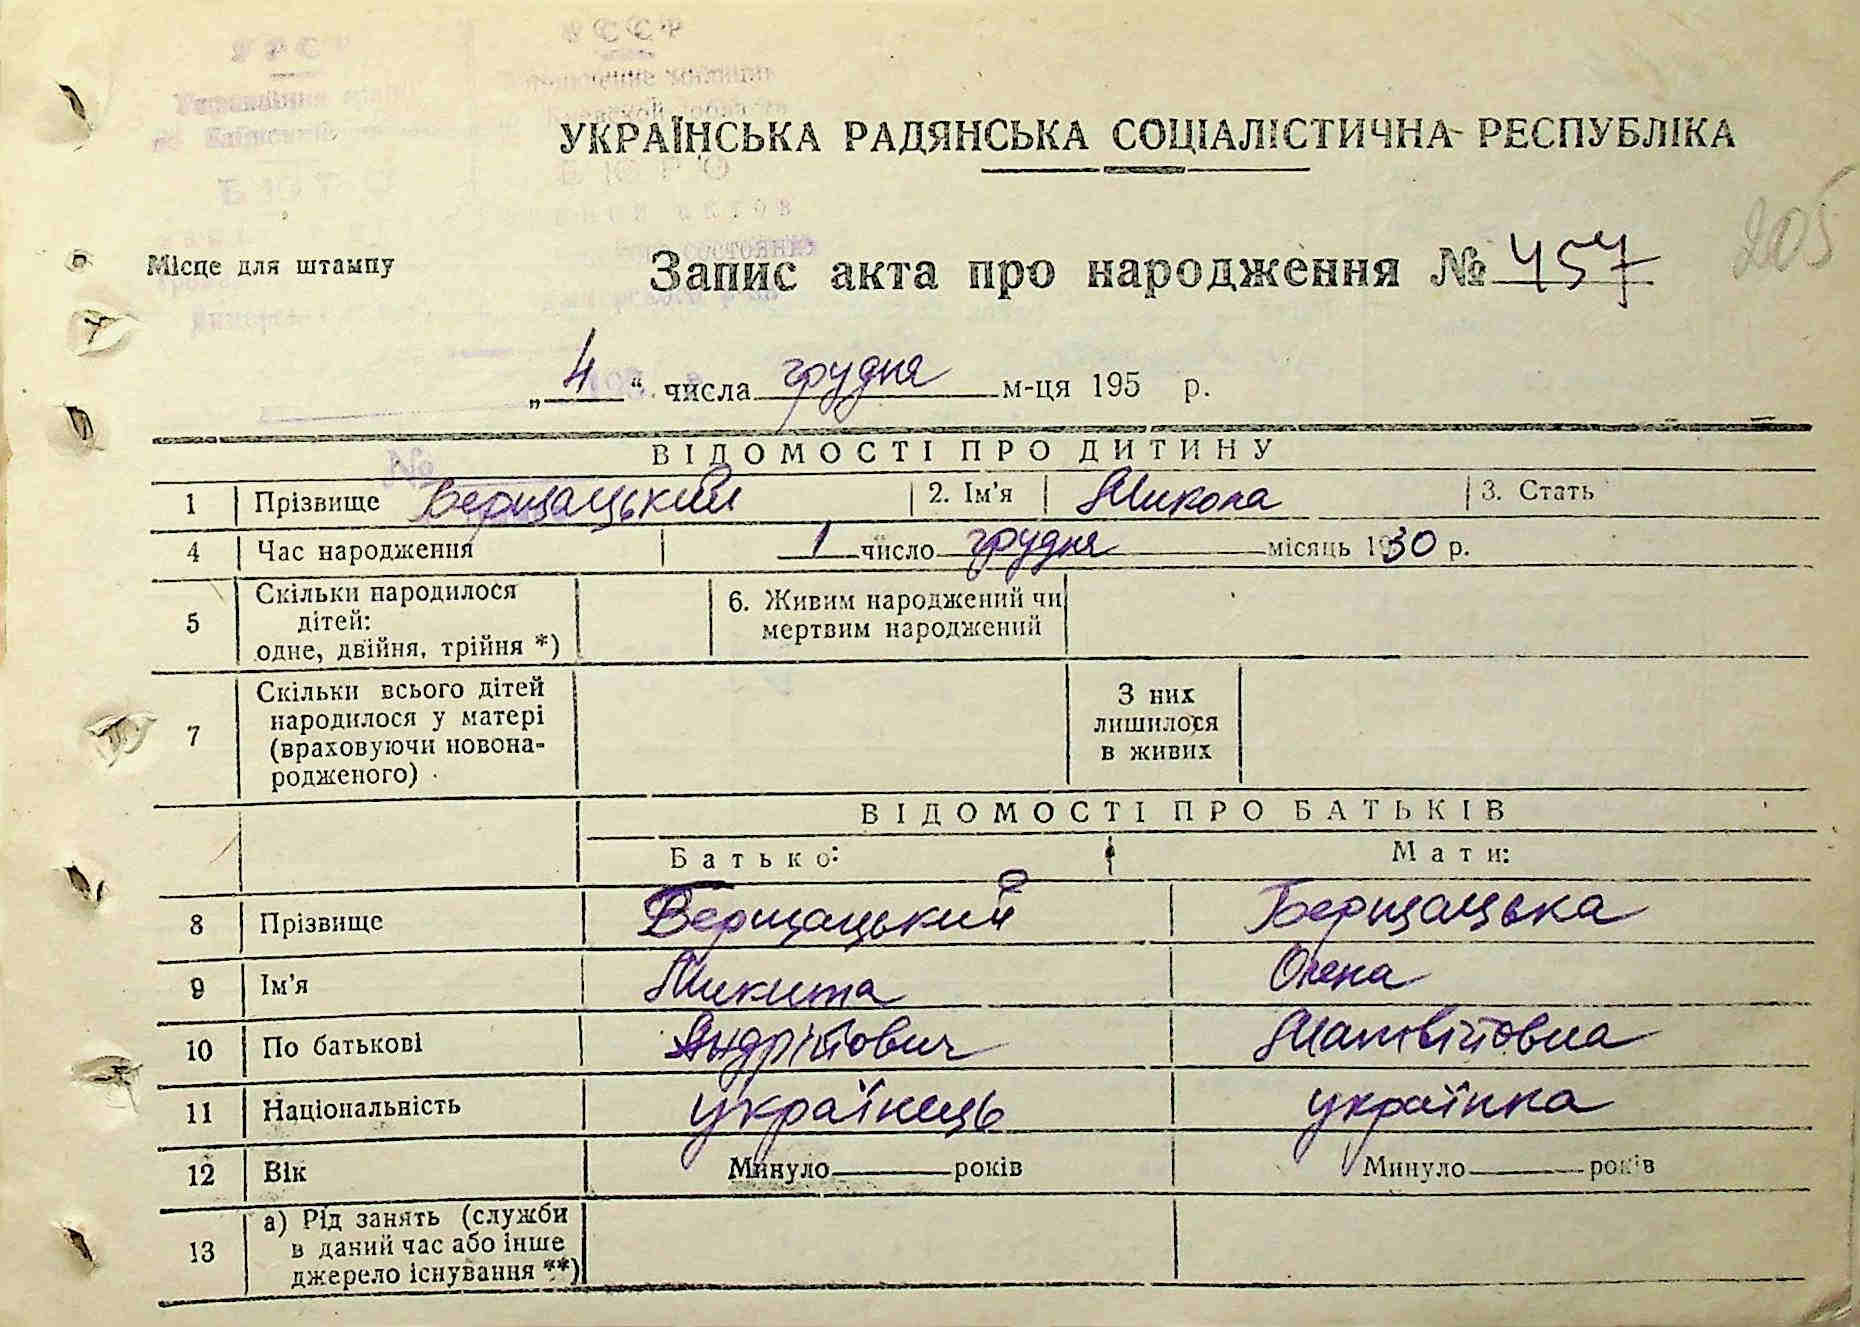 УКРАЇНСЬКА РАДЯНСЬКА СОЦІАЛІСТИЧНА РЕСПУБЛІКА
205
Місце для штампу
Запис акта про народження № 457
„ 4 “ числа грудня м-ця 195 р.
ВІДОМОСТІ ПРО ДИТИНУ
1 Прізвище Берщацький 2. Ім'я Микола 3. Стать
4 Час народження 1 число грудня місяць 1930 р.
5 Скільки народилося дітей: одне, двійня, трійня *) 6. Живим народжений чи мертвим народжений
7 Скільки всього дітей народилося у матері (враховуючи новонародженого) З них лишилося в живих
ВІДОМОСТІ ПРО БАТЬКІВ
Батько: Мати:
8 Прізвище Берщацький Берщацька
9 Ім'я Микита Олена
10 По батькові Андрійович Матвійовна
11 Національність українець українка
12 Вік Минуло років Минуло років
13 а) Рід занять (служби в даний час або інше джерело існування **)